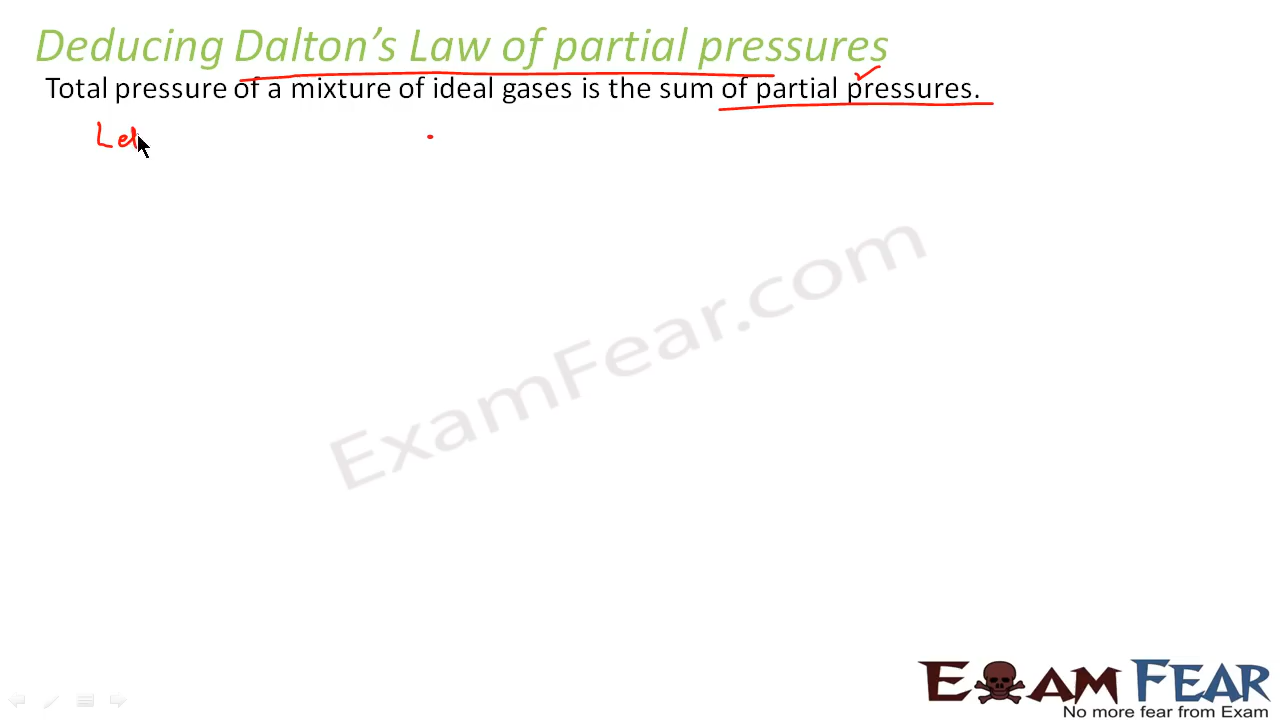 Deducing Dalton's Law of partial pressures
Total pressure of a mixture of ideal gases is the sum of partial pressures.
Let
ExamFear.com
EXAM FEAR
No more fear from Exam